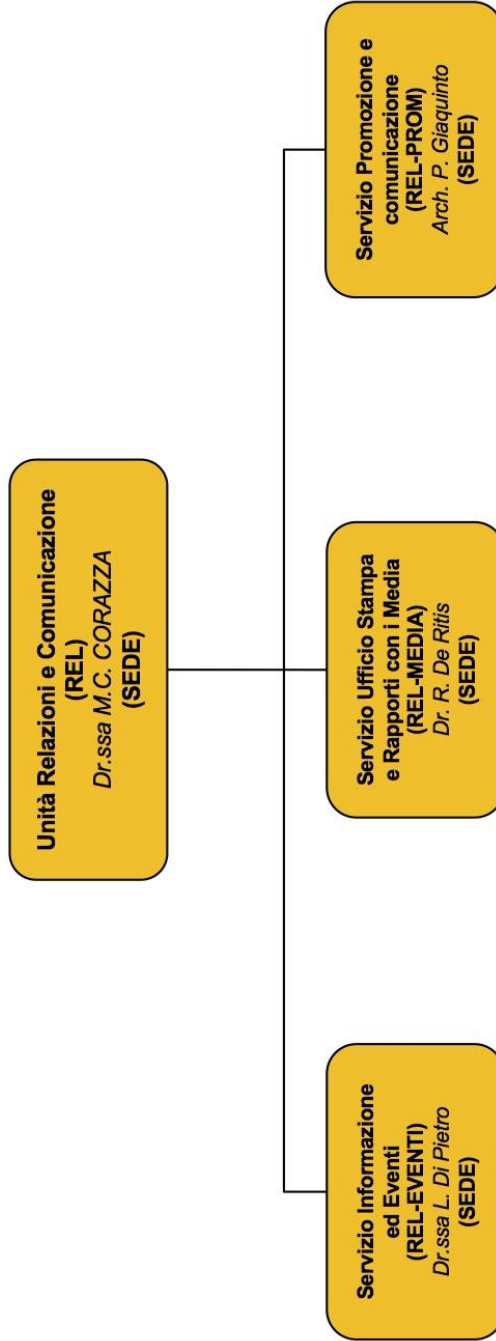 Unità Relazioni e Comunicazione
(REL)
Dr.ssa M.C. CORAZZA
(SEDE)
Servizio Informazione
ed Eventi
(REL-EVENTI)
Dr.ssa L. Di Pietro
(SEDE)
Servizio Ufficio Stampa
e Rapporti con i Media
(REL-MEDIA)
Dr. R. De Ritis
(SEDE)
Servizio Promozione e
comunicazione
(REL-PROM)
Arch. P. Giaquinto
(SEDE)